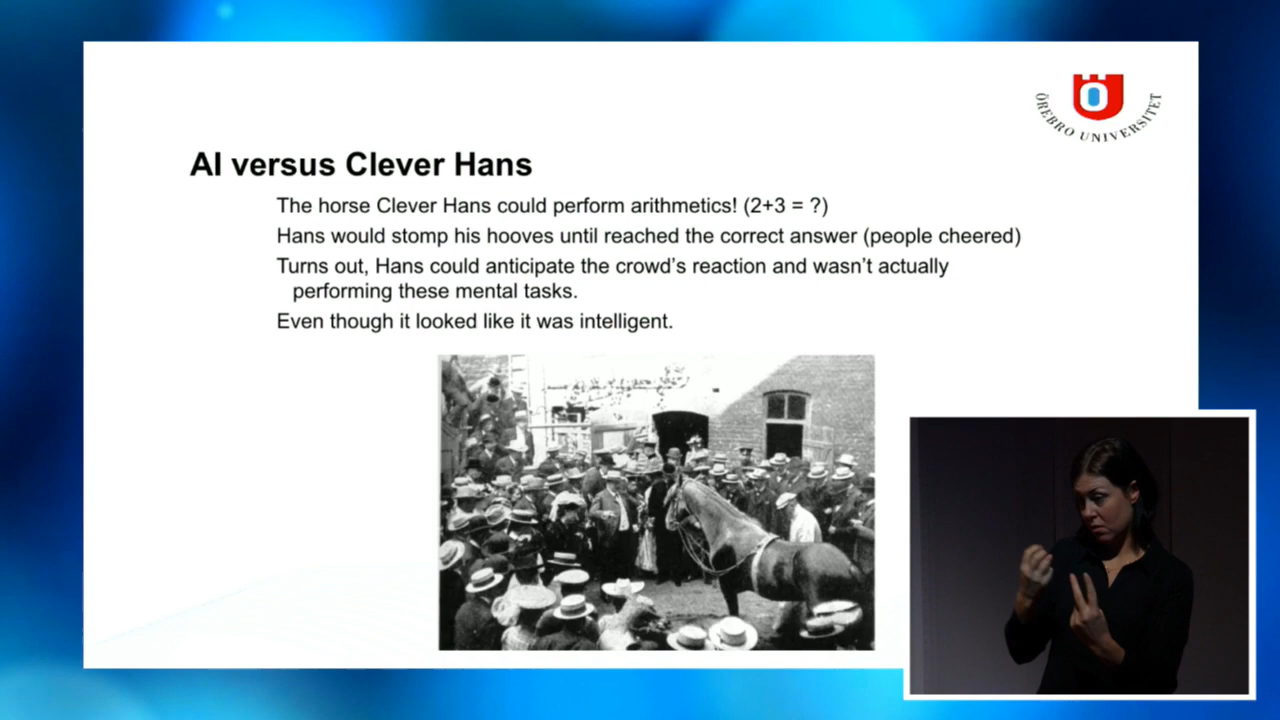 ÖREBRO UNIVERSITET
AI versus Clever Hans
The horse Clever Hans could perform arithmetics! (2+3 = ?)
Hans would stomp his hooves until reached the correct answer (people cheered)
Turns out, Hans could anticipate the crowd's reaction and wasn't actually
performing these mental tasks.
Even though it looked like it was intelligent.